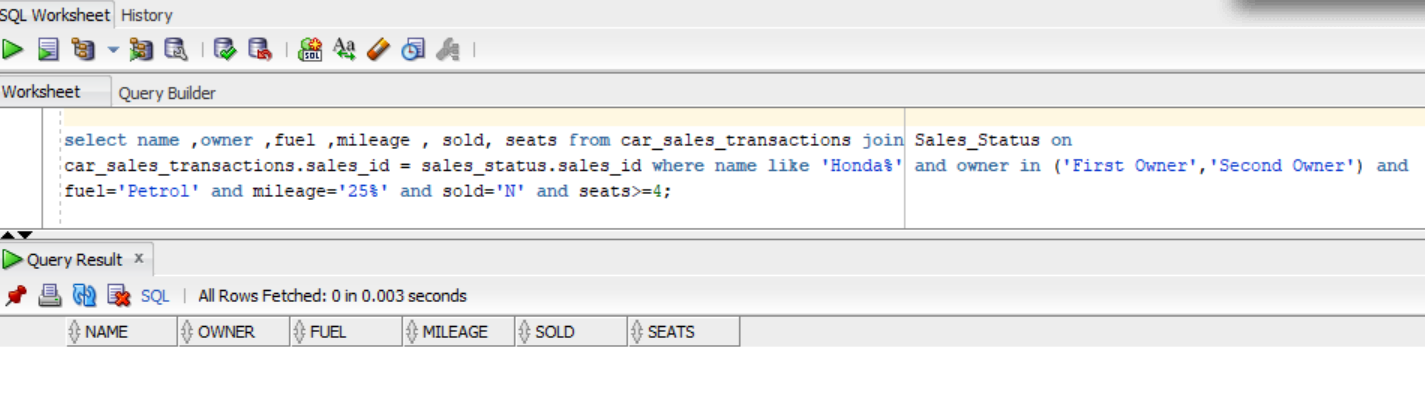 SQL Worksheet History
Worksheet Query Builder
select name ,owner ,fuel ,mileage , sold, seats from car_sales_transactions join Sales_Status on
car_sales_transactions.sales_id = sales_status.sales_id where name like 'Honda%' and owner in ('First Owner','Second Owner') and
fuel='Petrol' and mileage='25%' and sold='N' and seats>=4;
Query Result x
SQL | All Rows Fetched: 0 in 0.003 seconds
NAME OWNER FUEL MILEAGE SOLD SEATS